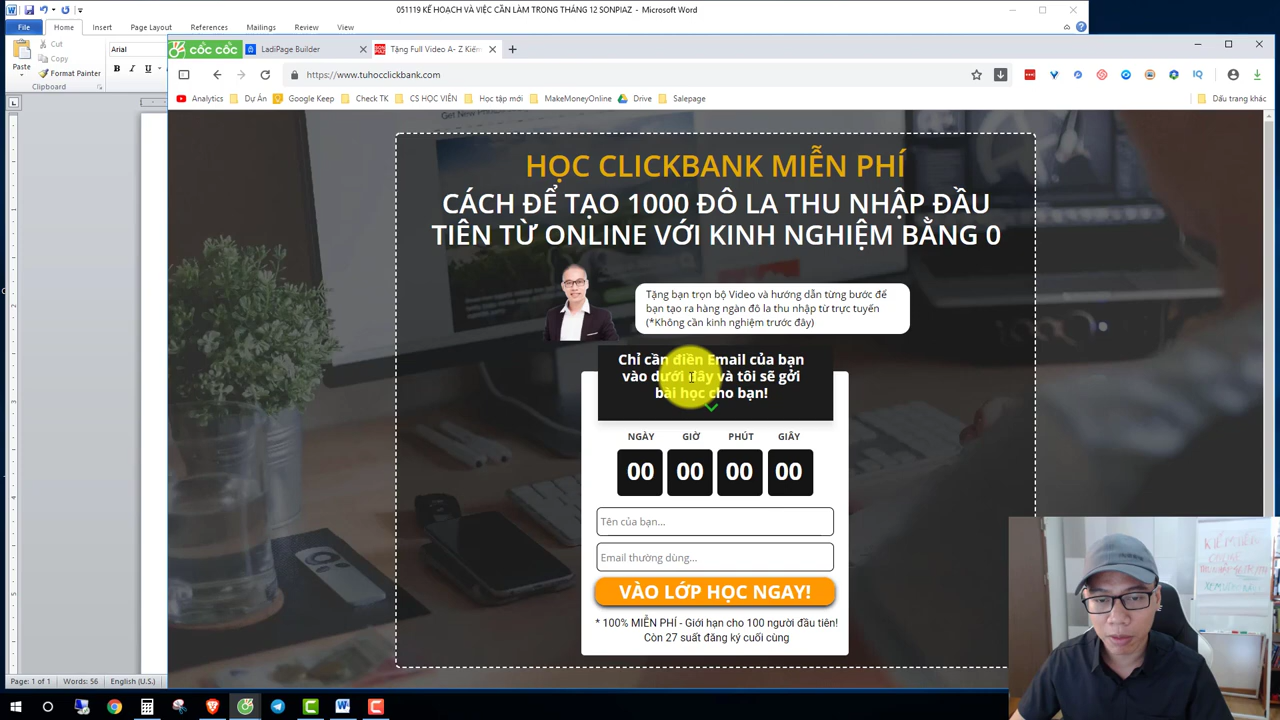 051119 KẾ HOẠCH VÀ VIỆC CẦN LÀM TRONG THÁNG 12 SONPIAZ - Microsoft Word
File Home Insert Page Layout References Mailings Review View
Paste
Cut
Copy
Format Painter
Clipboard
Arial
B I U
CỐC CỐC
LadiPage Builder
Tặng Full Video A- Z Kiếm
https://www.tuhocclickbank.com
Analytics Dự Án Google Keep Check TK CS HỌC VIÊN Học tập mới MakeMoneyOnline Drive Salepage Dấu trang khác
HỌC CLICKBANK MIỄN PHÍ
CÁCH ĐỂ TẠO 1000 ĐÔ LA THU NHẬP ĐẦU
TIÊN TỪ ONLINE VỚI KINH NGHIỆM BẰNG 0
Tặng bạn trọn bộ Video và hướng dẫn từng bước để
bạn tạo ra hàng ngàn đô la thu nhập từ trực tuyến
(*Không cần kinh nghiệm trước đây)
Chỉ cần điền Email của bạn
vào dưới đây và tôi sẽ gởi
bài học cho bạn!
NGÀY GIỜ PHÚT GIÂY
00 00 00 00
Tên của bạn...
Email thường dùng...
VÀO LỚP HỌC NGAY!
* 100% MIỄN PHÍ - Giới hạn cho 100 người đầu tiên!
Còn 27 suất đăng ký cuối cùng
Page: 1 of 1 Words: 56 English (U.S.)